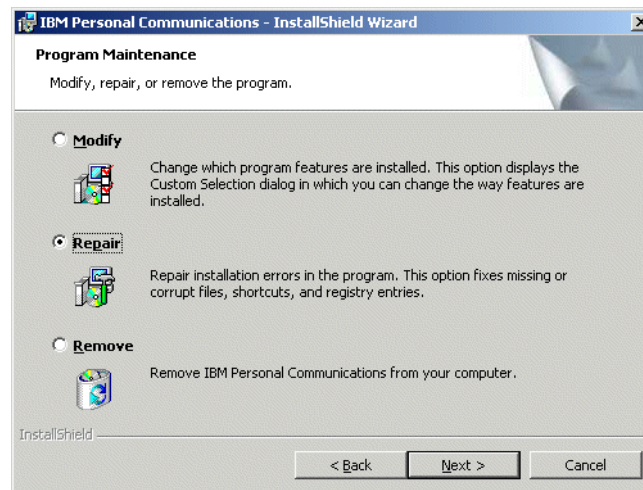 IBM Personal Communications - InstallShield Wizard
Program Maintenance
Modify, repair, or remove the program.
Modify
Change which program features are installed. This option displays the
Custom Selection dialog in which you can change the way features are
installed.
Repair
Repair installation errors in the program. This option fixes missing or
corrupt files, shortcuts, and registry entries.
Remove
Remove IBM Personal Communications from your computer.
InstallShield
< Back
Next >
Cancel